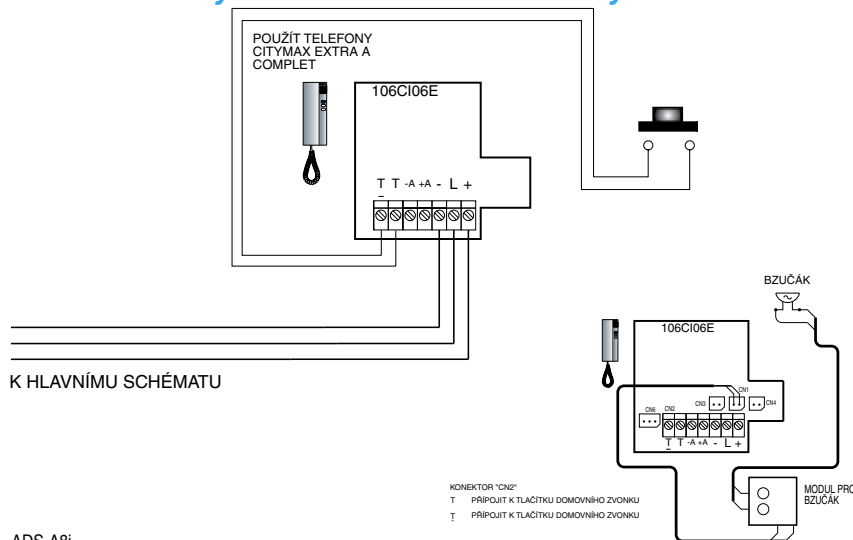 POUŽÍT TELEFONY
CITYMAX EXTRA A
COMPLET
106CI06E
T T -A +A - L +
K HLAVNÍMU SCHÉMATU
BZUČÁK
106CI06E
CN1
CN3
CN4
CN6
CN2
T T -A +A - L +
KONEKTOR "CN2"
T PŘÍPOJIT K TLAČÍTKU DOMOVNÍHO ZVONKU
T PŘÍPOJIT K TLAČÍTKU DOMOVNÍHO ZVONKU
MODUL PRO
BZUČÁK